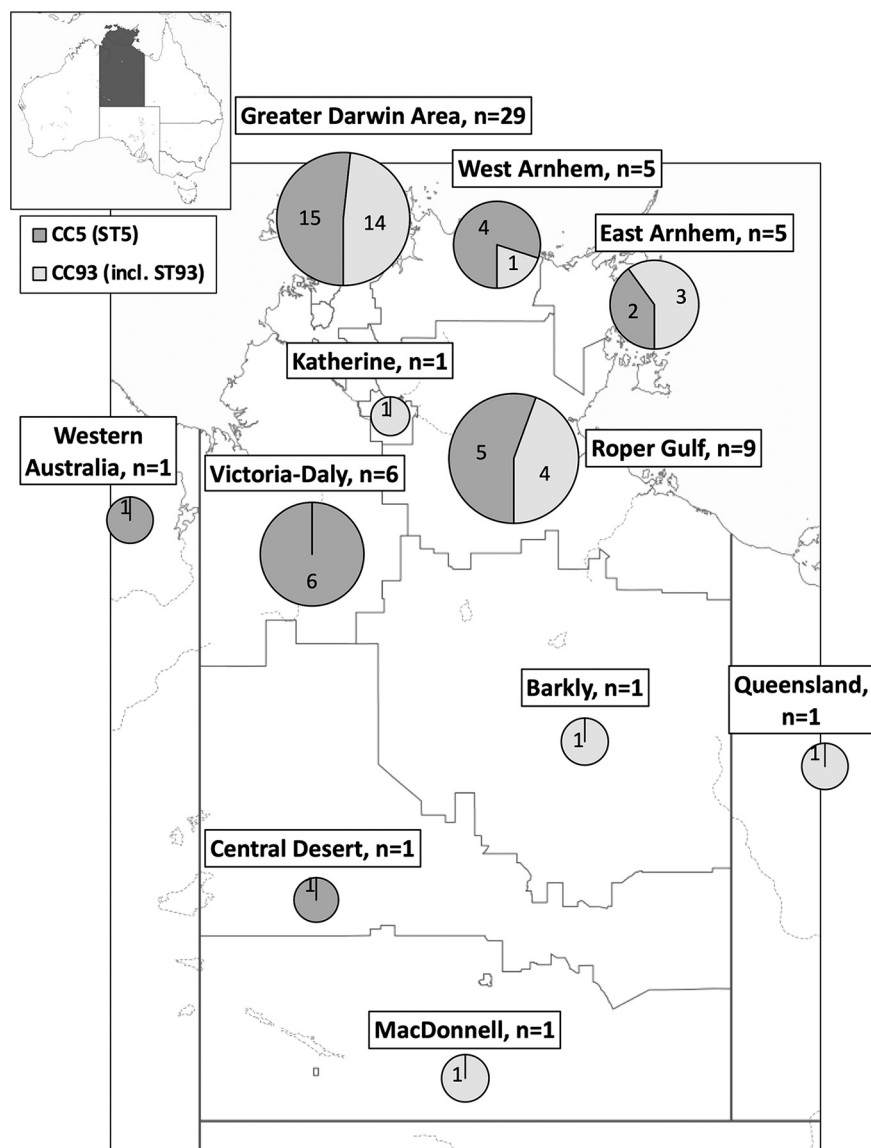 Greater Darwin Area, n=29
West Arnhem, n=5
15
14
4
1
CC5 (ST5)
CC93 (incl. ST93)
East Arnhem, n=5
2
3
Katherine, n=1
1
Western
Australia, n=1
1
Victoria-Daly, n=6
6
5
4
Roper Gulf, n=9
Barkly, n=1
1
Queensland,
n=1
1
Central Desert, n=1
1
MacDonnell, n=1
1